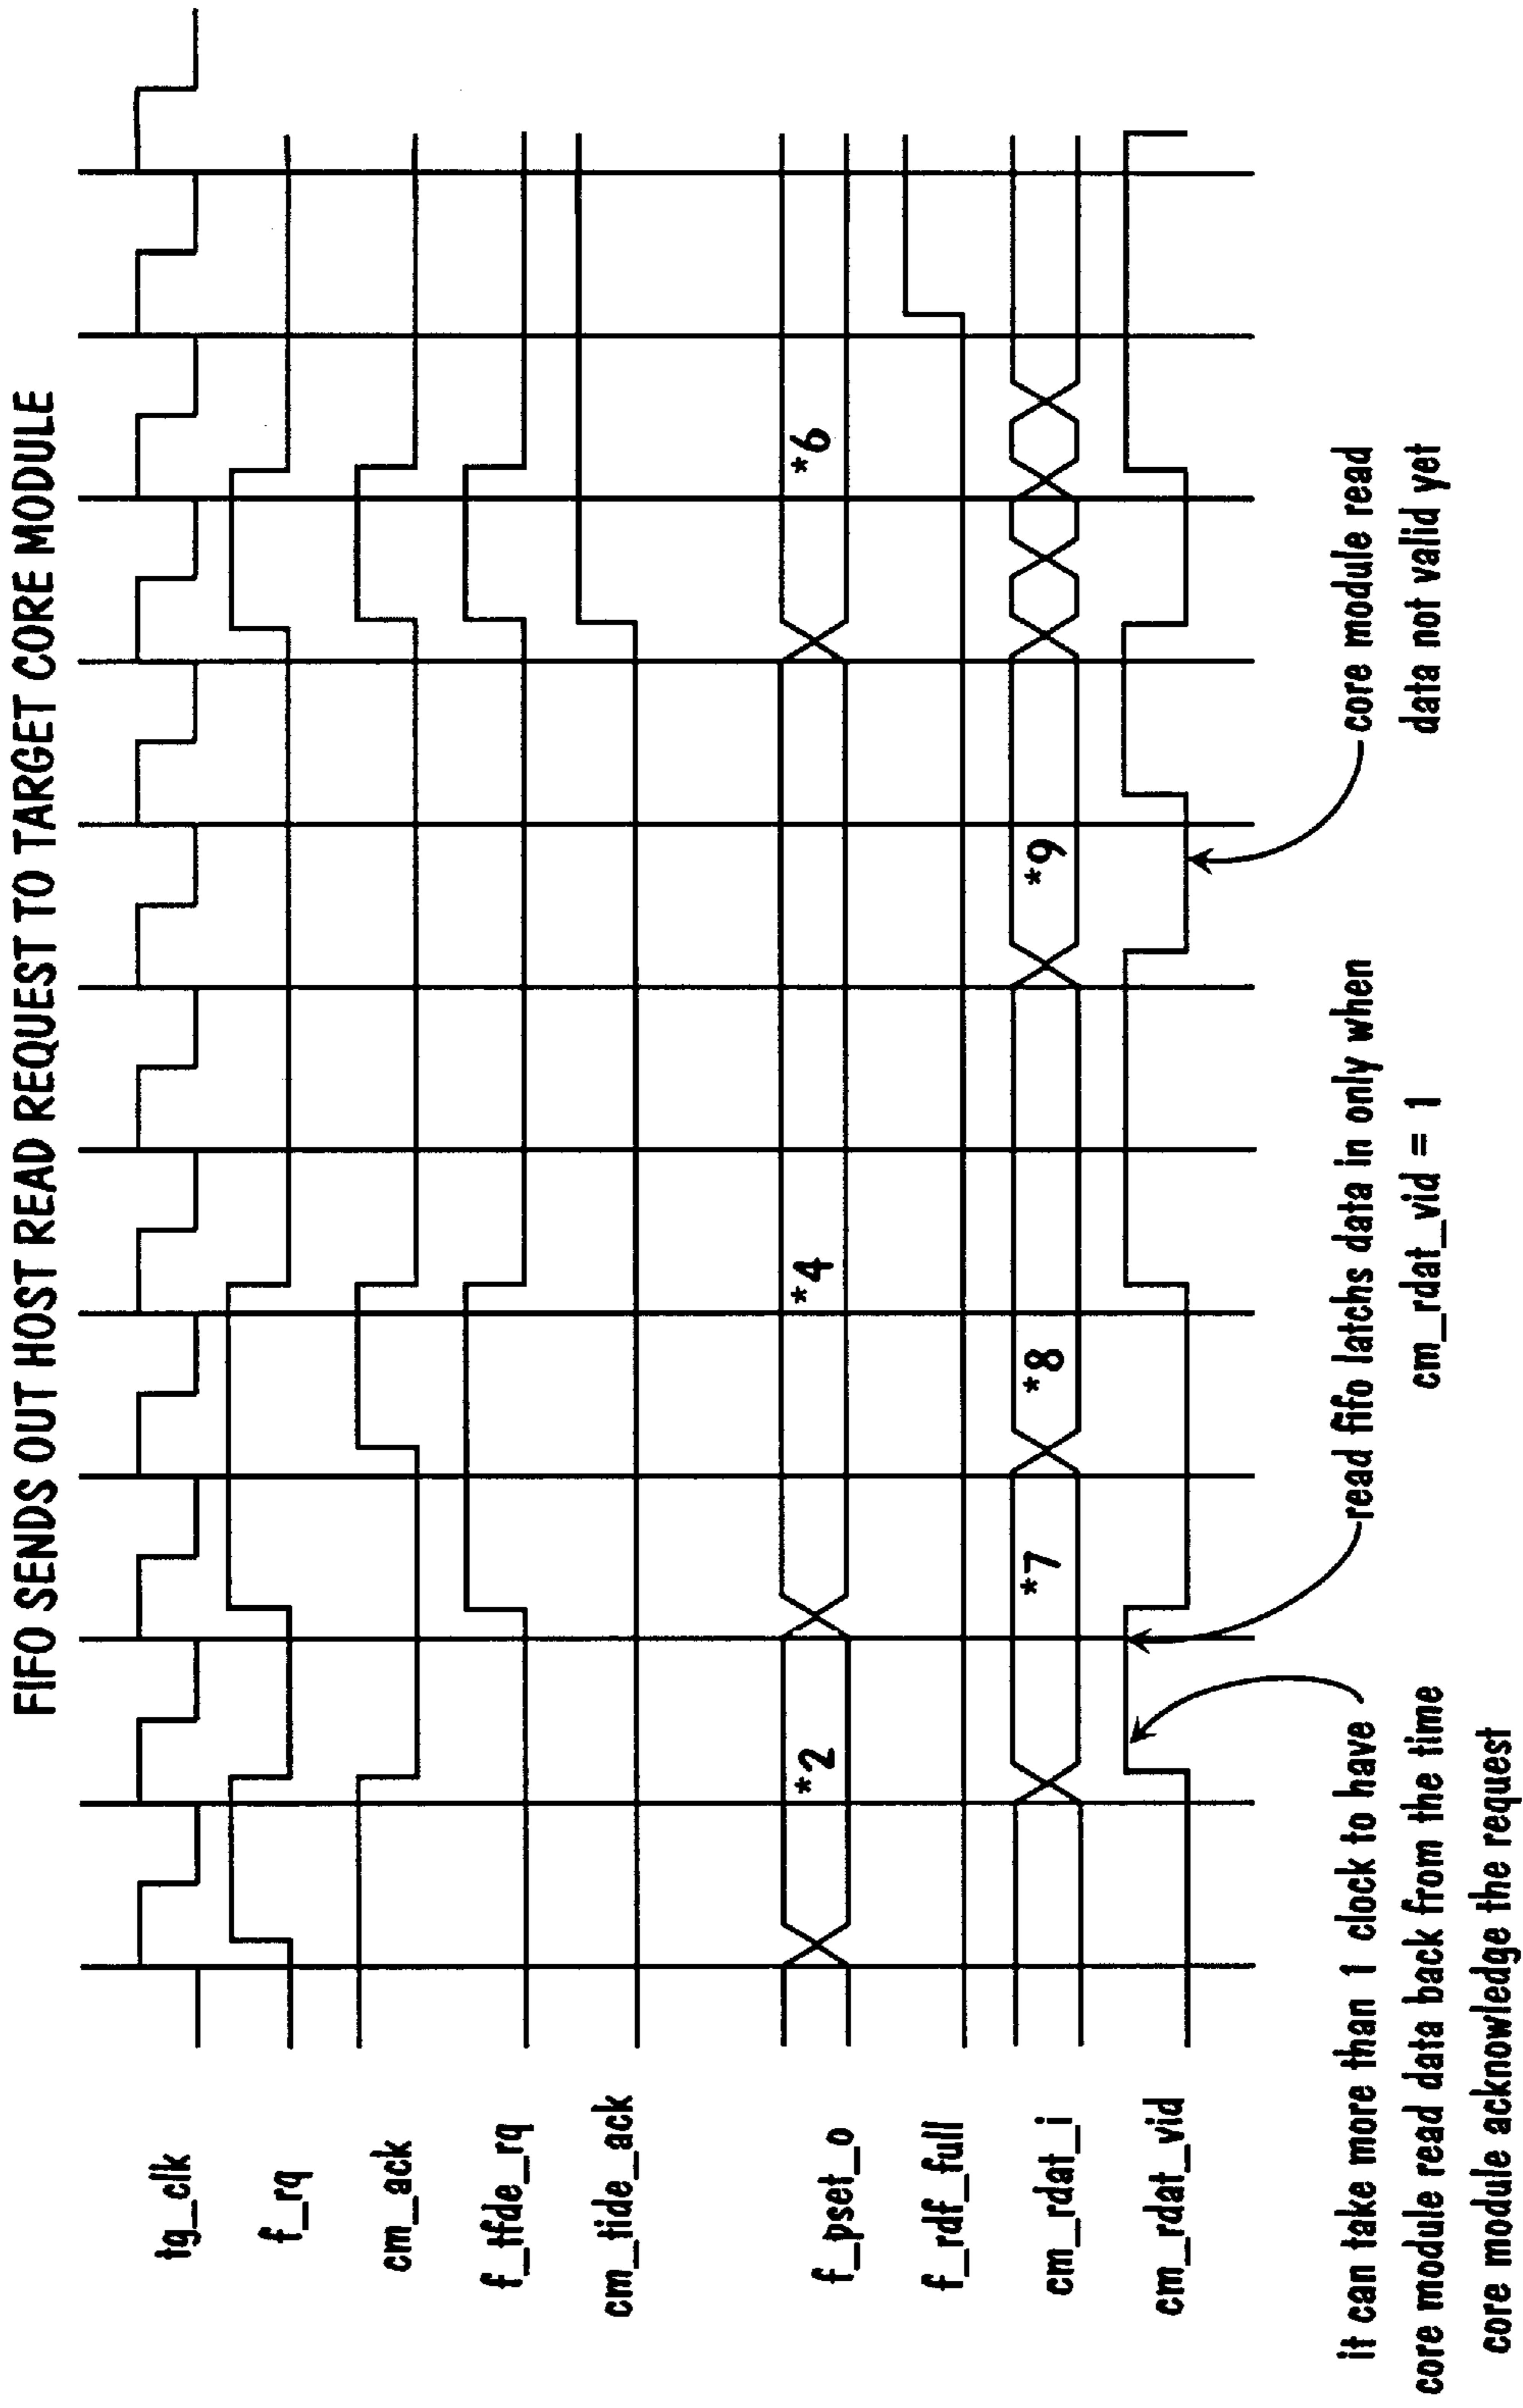 FIFO SENDS OUT HOST READ REQUEST TO TARGET CORE MODULE
tg_clk
f_rq
cm_ack
f_tfde_rq
cm_tide_ack
f_pset_o
*2
*4
*6
f_rdf_full
cm_rdat_i
*7
*8
*9
cm_rdat_vid
it can take more than 1 clock to have
core module read data back from the time
core module acknowledge the request
read fifo latchs data in only when
cm_rdat_vid = 1
core module read
data not valid yet